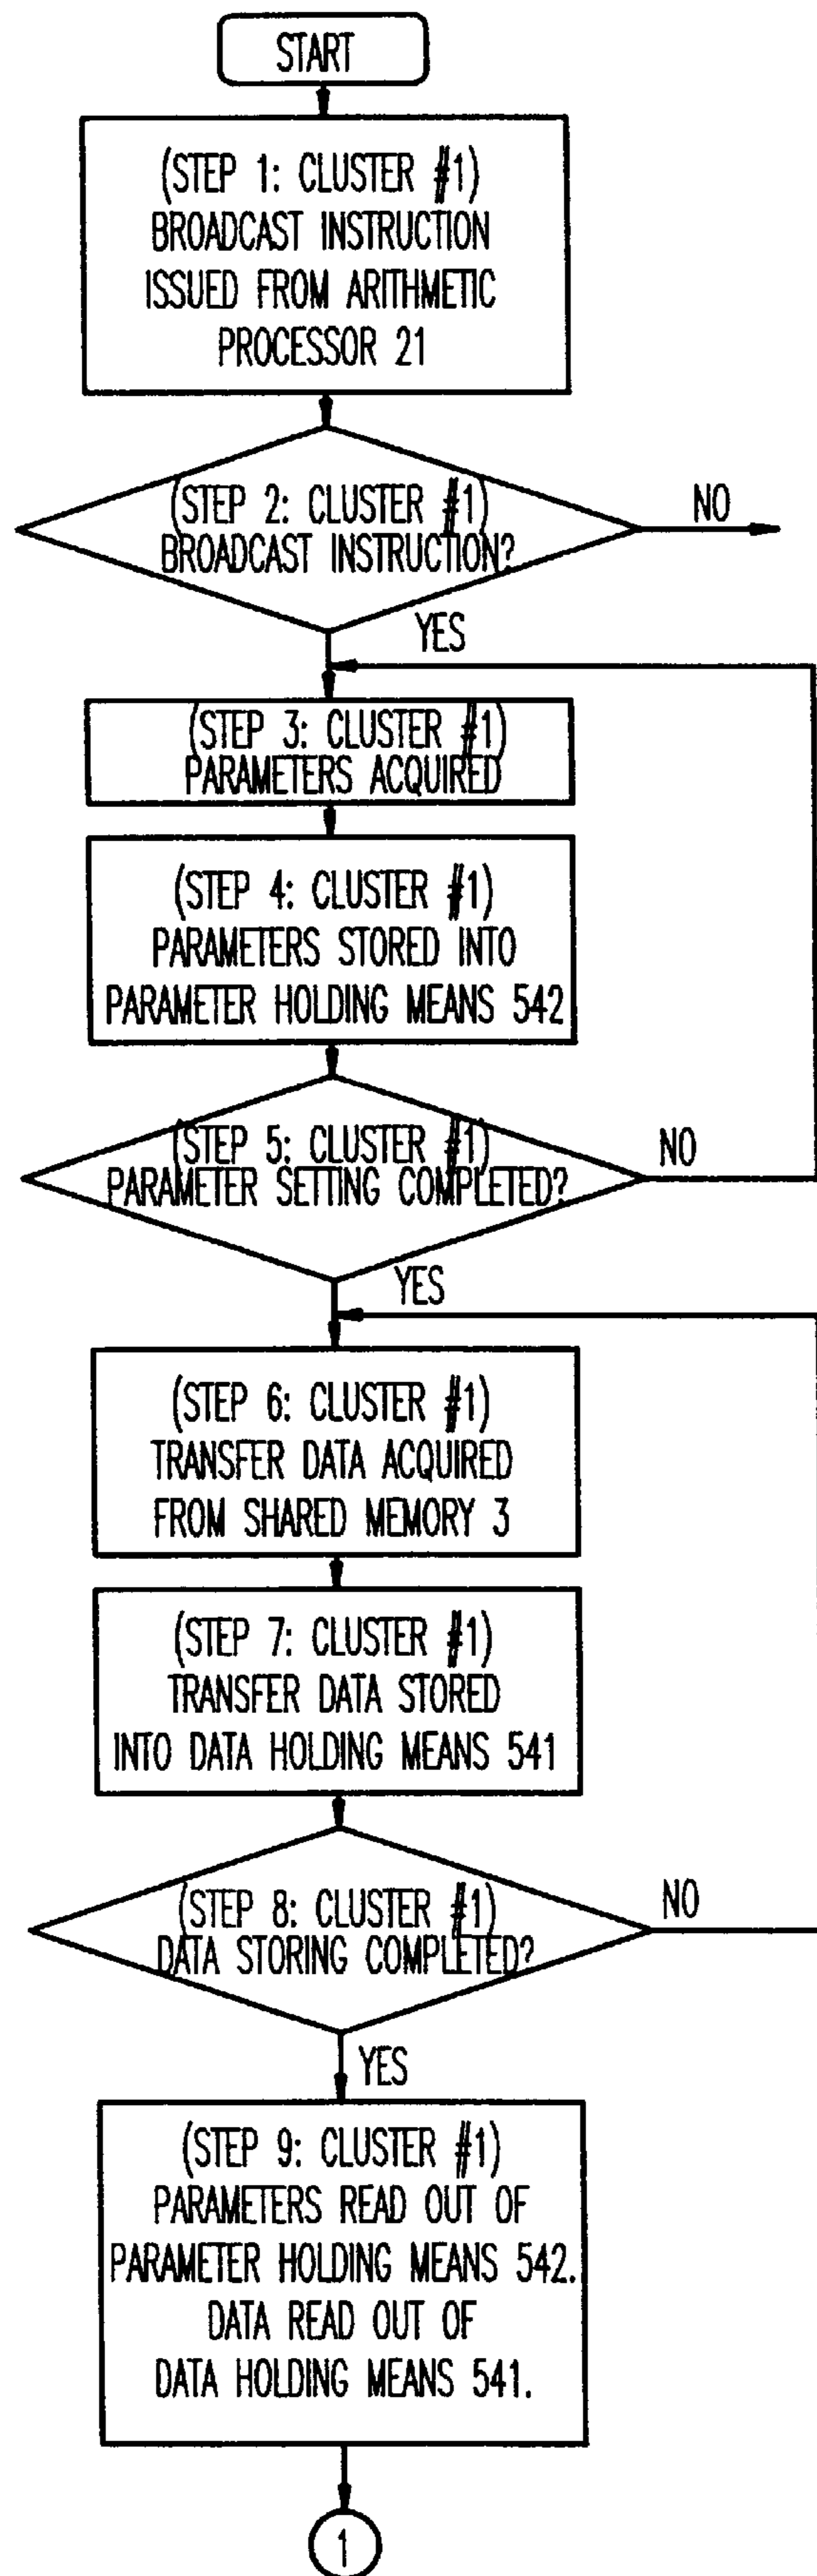 START
(STEP 1: CLUSTER #1)
BROADCAST INSTRUCTION
ISSUED FROM ARITHMETIC
PROCESSOR 21
(STEP 2: CLUSTER #1)
BROADCAST INSTRUCTION?
NO
YES
(STEP 3: CLUSTER #1)
PARAMETERS ACQUIRED
(STEP 4: CLUSTER #1)
PARAMETERS STORED INTO
PARAMETER HOLDING MEANS 542
(STEP 5: CLUSTER #1)
PARAMETER SETTING COMPLETED?
NO
YES
(STEP 6: CLUSTER #1)
TRANSFER DATA ACQUIRED
FROM SHARED MEMORY 3
(STEP 7: CLUSTER #1)
TRANSFER DATA STORED
INTO DATA HOLDING MEANS 541
(STEP 8: CLUSTER #1)
DATA STORING COMPLETED?
NO
YES
(STEP 9: CLUSTER #1)
PARAMETERS READ OUT OF
PARAMETER HOLDING MEANS 542.
DATA READ OUT OF
DATA HOLDING MEANS 541.
1